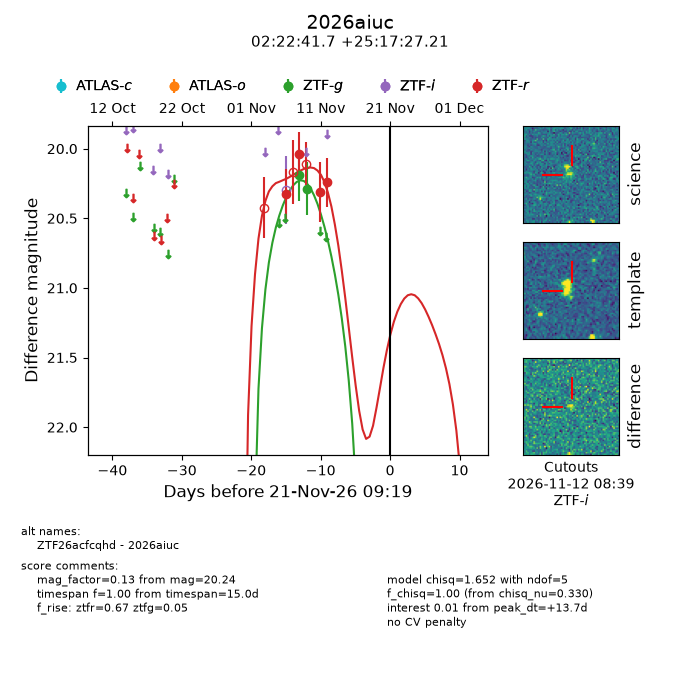 2026aiuc
02:22:41.7 +25:17:27.21
ATLAS-c
ATLAS-o
ZTF-g
ZTF-i
ZTF-r
12 Oct
22 Oct
01 Nov
11 Nov
21 Nov
01 Dec
20.0
20.5
21.0
21.5
22.0
Difference magnitude
−40
−30
−20
−10
0
10
Days before 21-Nov-26 09:19
science
template
difference
Cutouts
2026-11-12 08:39
ZTF-i
alt names:
ZTF26acfcqhd - 2026aiuc
score comments:
mag_factor=0.13 from mag=20.24
timespan f=1.00 from timespan=15.0d
f_rise: ztfr=0.67 ztfg=0.05
model chisq=1.652 with ndof=5
f_chisq=1.00 (from chisq_nu=0.330)
interest 0.01 from peak_dt=+13.7d
no CV penalty